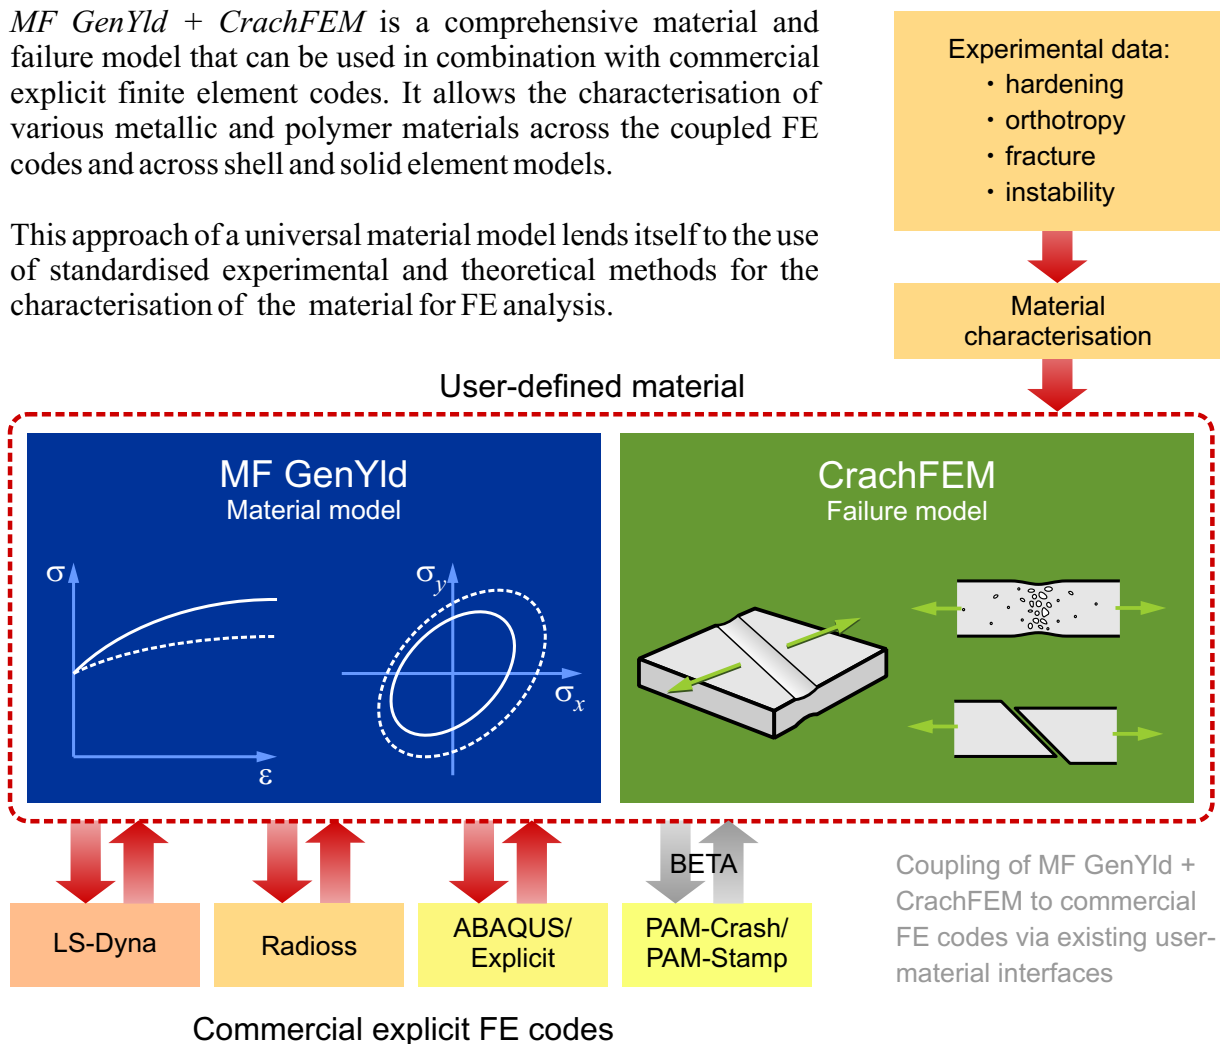 MF GenYld + CrachFEM is a comprehensive material and
failure model that can be used in combination with commercial
explicit finite element codes. It allows the characterisation of
various metallic and polymer materials across the coupled FE
codes and across shell and solid element models.
This approach of a universal material model lends itself to the use
of standardised experimental and theoretical methods for the
characterisation of the material for FE analysis.
Experimental data:
· hardening
· orthotropy
· fracture
· instability
Material
characterisation
User-defined material
MF GenYld
Material model
σ
ε
σy
σx
CrachFEM
Failure model
BETA
LS-Dyna
Radioss
ABAQUS/
Explicit
PAM-Crash/
PAM-Stamp
Coupling of MF GenYld +
CrachFEM to commercial
FE codes via existing user-
material interfaces
Commercial explicit FE codes